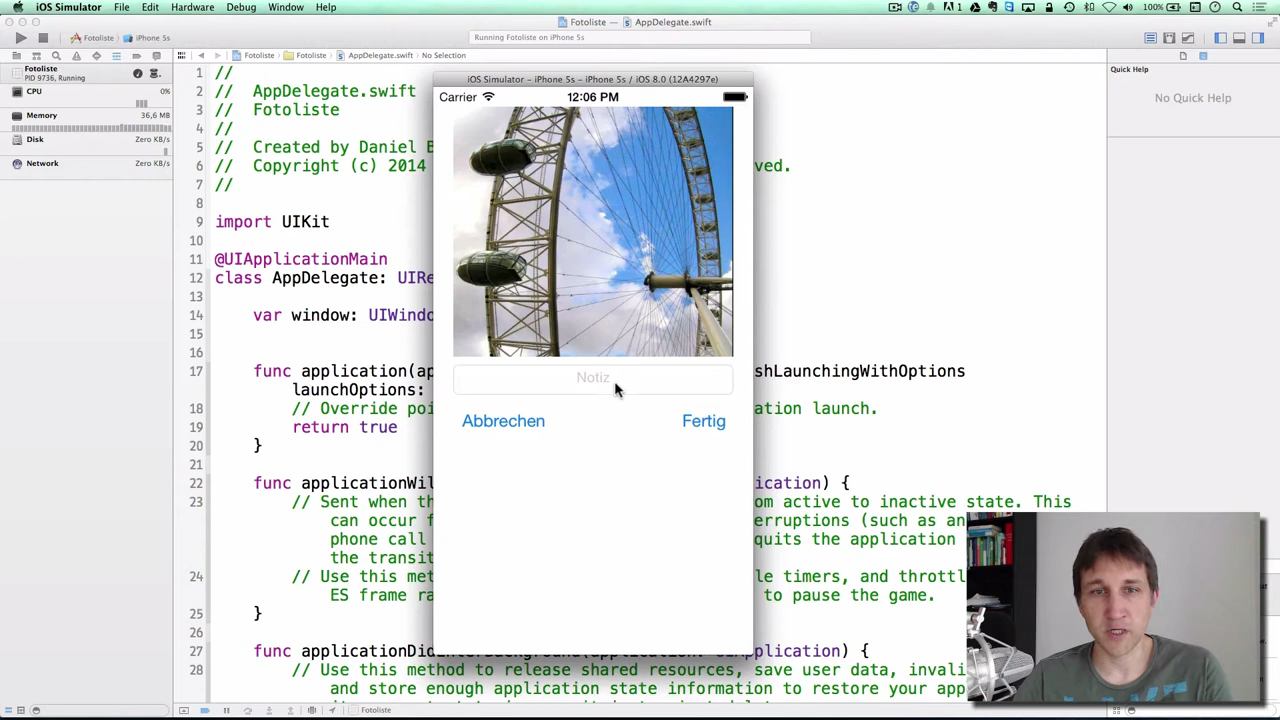 iOS Simulator File Edit Hardware Debug Window Help
1 100%
Fotoliste — AppDelegate.swift
Fotoliste iPhone 5s
Running Fotoliste on iPhone 5s
Fotoliste Fotoliste AppDelegate.swift No Selection
Fotoliste
PID 9736, Running
CPU 0%
Memory 36,6 MB
Disk Zero KB/s
Network Zero KB/s
Quick Help
No Quick Help
iOS Simulator – iPhone 5s – iPhone 5s / iOS 8.0 (12A4297e)
Carrier 12:06 PM
Notiz
Abbrechen Fertig
1 //
2 // AppDelegate.swift
3 // Fotoliste
4 //
5 // Created by Daniel B
6 // Copyright (c) 2014 ved.
7 //
8
9 import UIKit
10
11 @UIApplicationMain
12 class AppDelegate: UIRe
13
14 var window: UIWindo
15
16
17 func application(ap shLaunchingWithOptions
launchOptions:
18 // Override poi ation launch.
19 return true
20 }
21
22 func applicationWil ication) {
23 // Sent when th om active to inactive state. This
can occur f erruptions (such as an
phone call quits the application
the transit
24 // Use this met le timers, and throttl
ES frame ra to pause the game.
25 }
26
27 func applicationDidEnterBackground(application: UIApplication) {
28 // Use this method to release shared resources, save user data, invali
and store enough application state information to restore your app
Fotoliste